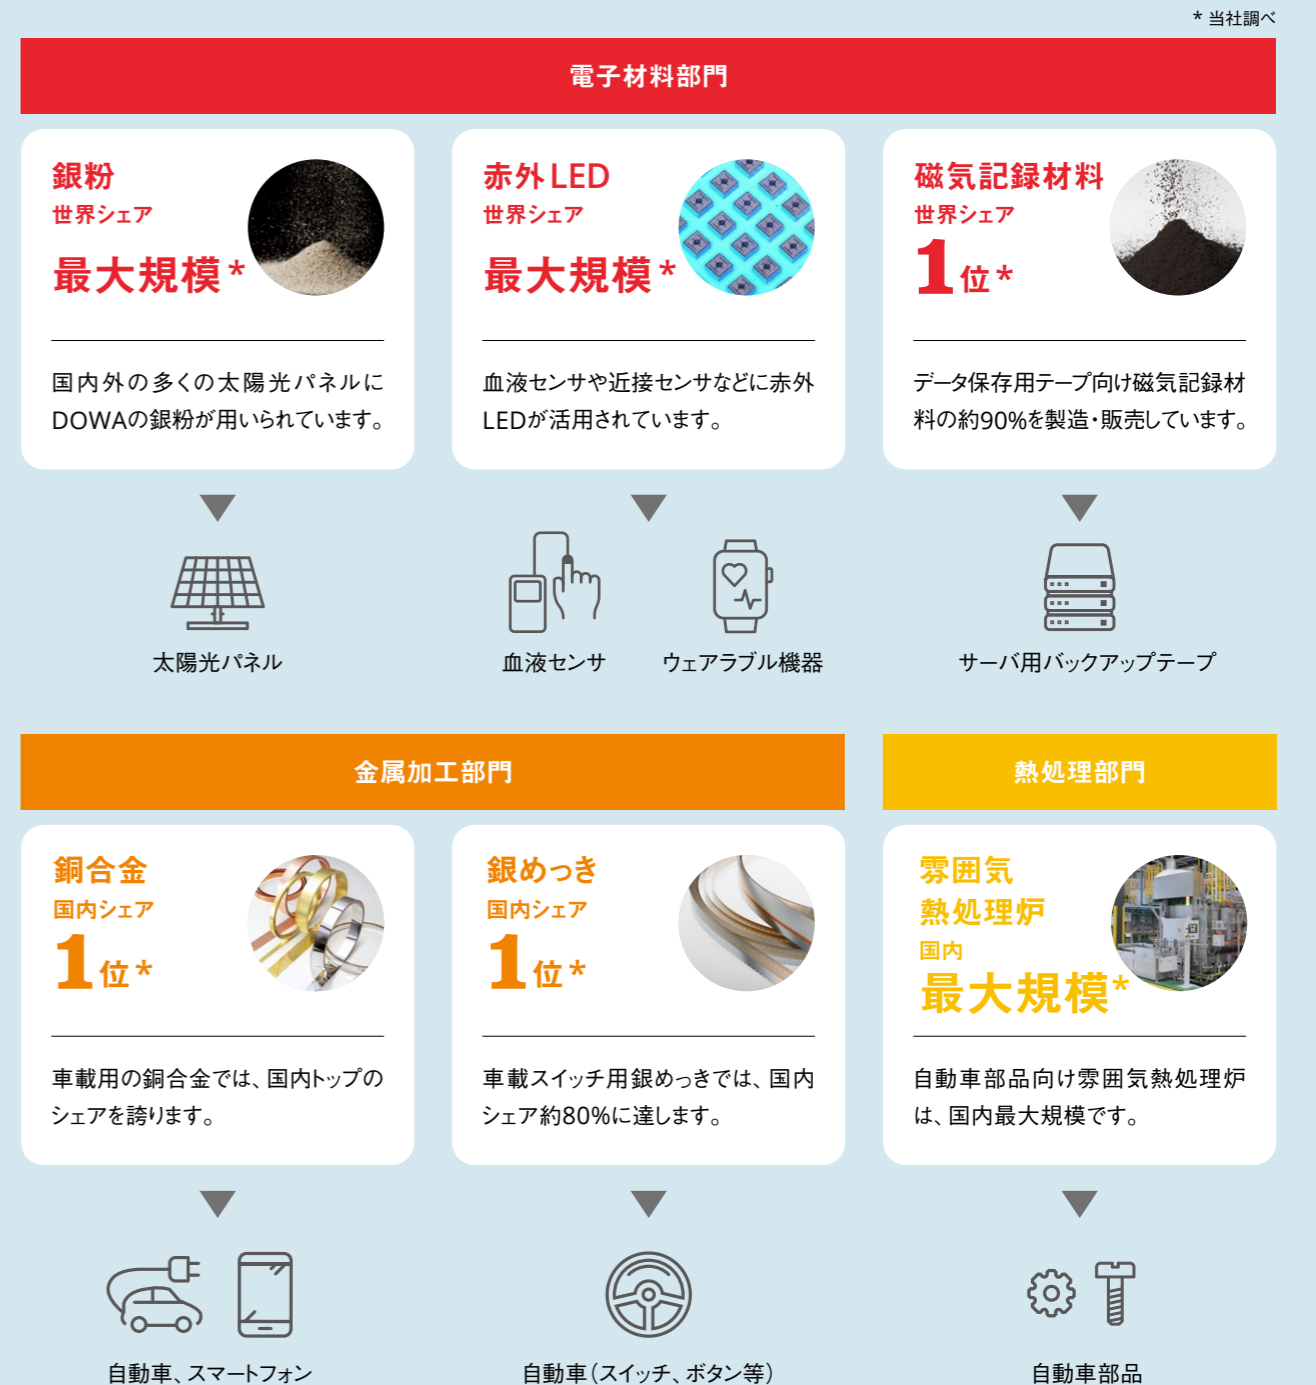 * 当社調べ
電子材料部門
銀粉
世界シェア
最大規模*
国内外の多くの太陽光パネルに
DOWAの銀粉が用いられています。
太陽光パネル
赤外LED
世界シェア
最大規模*
血液センサや近接センサなどに赤外
LEDが活用されています。
血液センサ
ウェアラブル機器
磁気記録材料
世界シェア
1位*
データ保存用テープ向け磁気記録材
料の約90%を製造・販売しています。
サーバ用バックアップテープ
金属加工部門
銅合金
国内シェア
1位*
車載用の銅合金では、国内トップの
シェアを誇ります。
自動車、スマートフォン
銀めっき
国内シェア
1位*
車載スイッチ用銀めっきでは、国内
シェア約80%に達します。
自動車（スイッチ、ボタン等）
熱処理部門
雰囲気
熱処理炉
国内
最大規模*
自動車部品向け雰囲気熱処理炉
は、国内最大規模です。
自動車部品